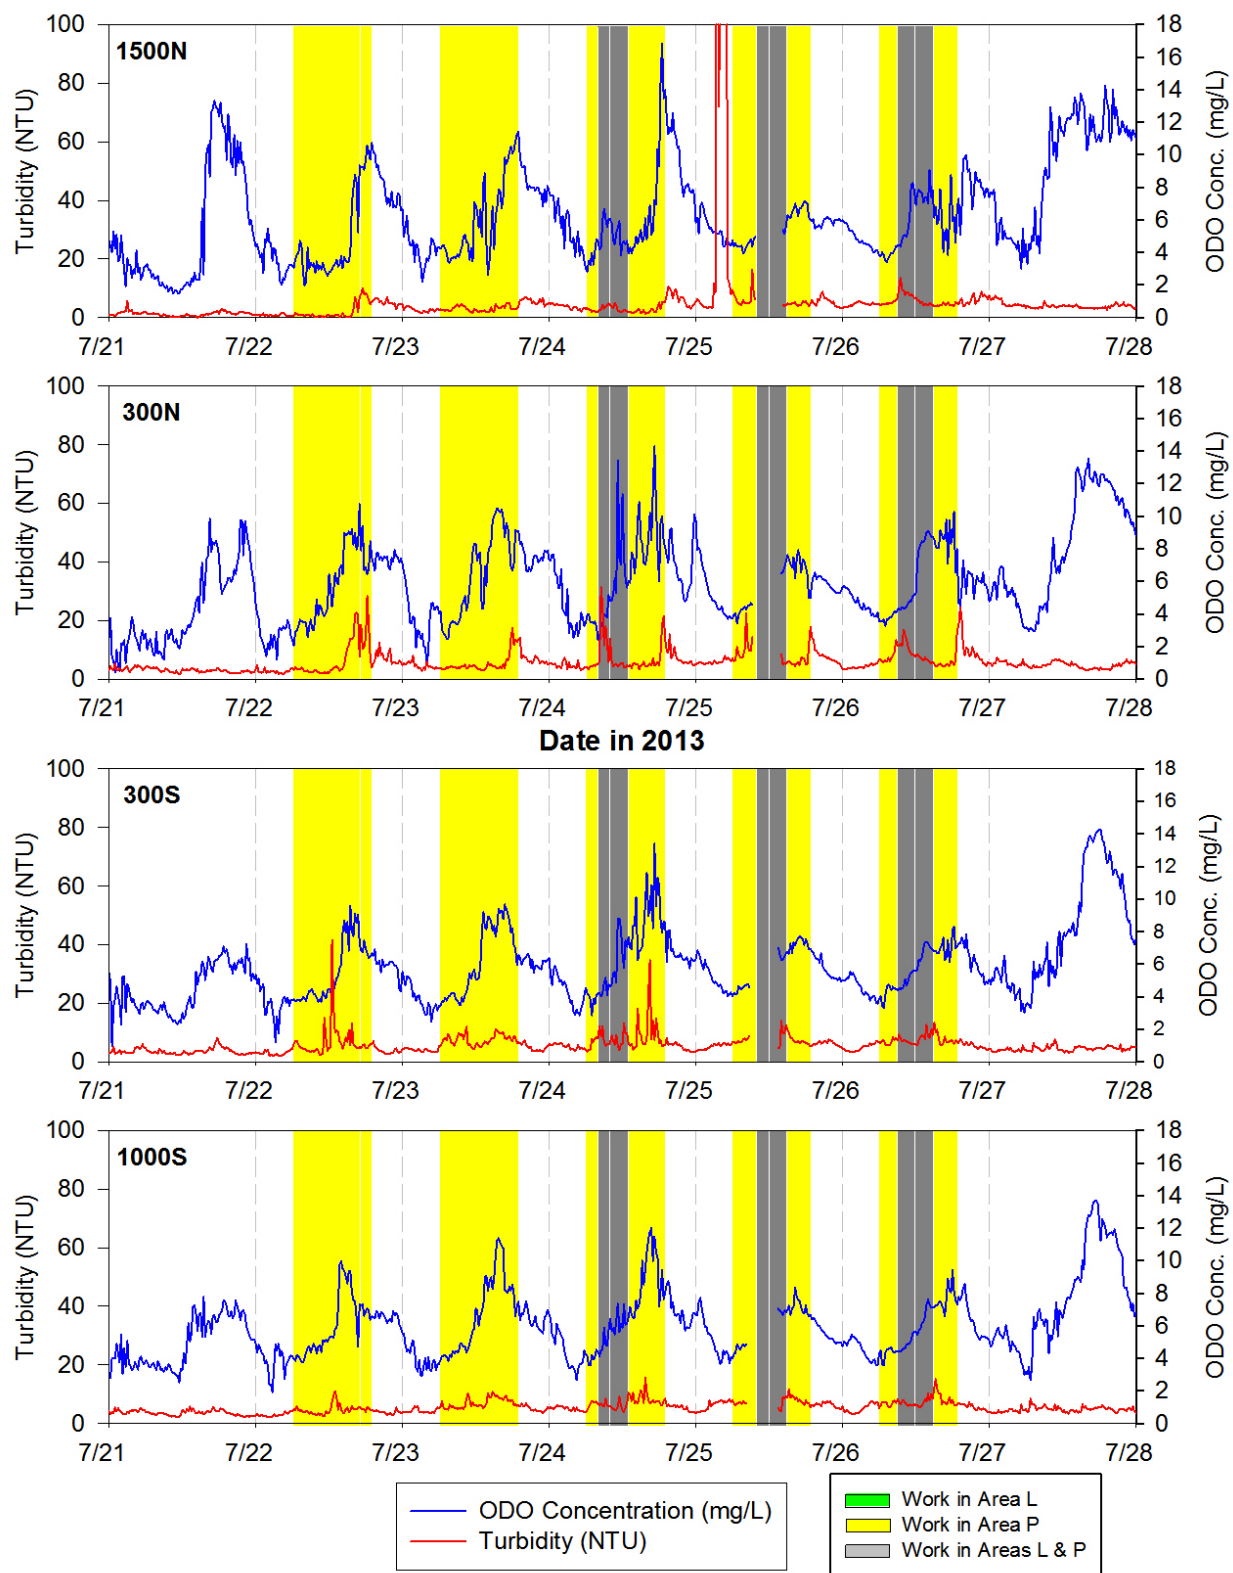 1500N
Turbidity (NTU)
100
80
60
40
20
0
18
16
14
12
10
8
6
4
2
0
ODO Conc. (mg/L)
7/21 7/22 7/23 7/24 7/25 7/26 7/27 7/28
300N
Turbidity (NTU)
100
80
60
40
20
0
18
16
14
12
10
8
6
4
2
0
ODO Conc. (mg/L)
7/21 7/22 7/23 7/24 7/25 7/26 7/27 7/28
Date in 2013
300S
Turbidity (NTU)
100
80
60
40
20
0
18
16
14
12
10
8
6
4
2
0
ODO Conc. (mg/L)
7/21 7/22 7/23 7/24 7/25 7/26 7/27 7/28
1000S
Turbidity (NTU)
100
80
60
40
20
0
18
16
14
12
10
8
6
4
2
0
ODO Conc. (mg/L)
7/21 7/22 7/23 7/24 7/25 7/26 7/27 7/28
ODO Concentration (mg/L)
Turbidity (NTU)
Work in Area L
Work in Area P
Work in Areas L & P